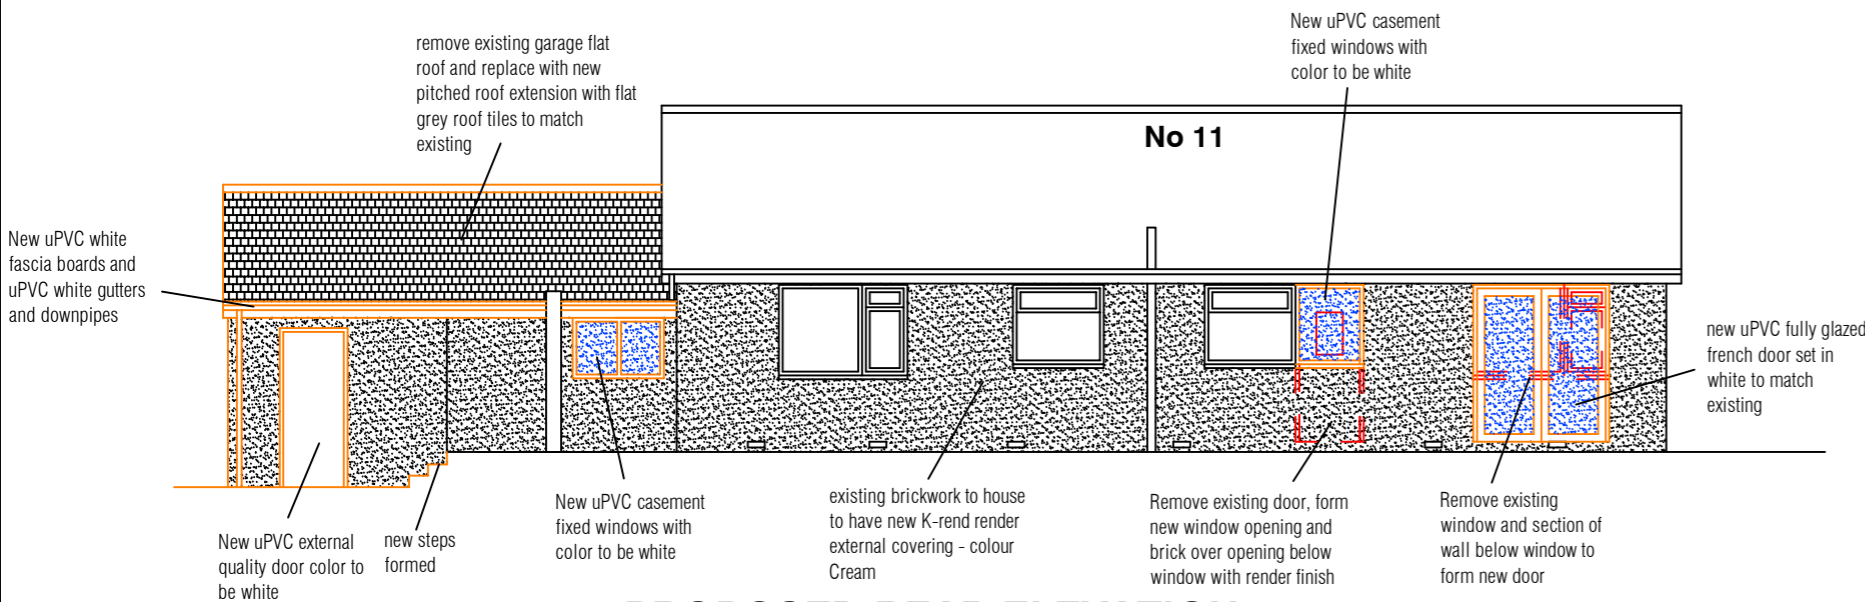 New uPVC casement
fixed windows with
color to be white
remove existing garage flat
roof and replace with new
pitched roof extension with flat
grey roof tiles to match
existing
No 11
New uPVC white
fascia boards and
uPVC white gutters
and downpipes
new uPVC fully glazed
french door set in
white to match
existing
New uPVC external
quality door color to
be white
new steps
formed
New uPVC casement
fixed windows with
color to be white
existing brickwork to house
to have new K-rend render
external covering - colour
Cream
Remove existing door, form
new window opening and
brick over opening below
window with render finish
Remove existing
window and section of
wall below window to
form new door
PROPOSED REAR ELEVATION